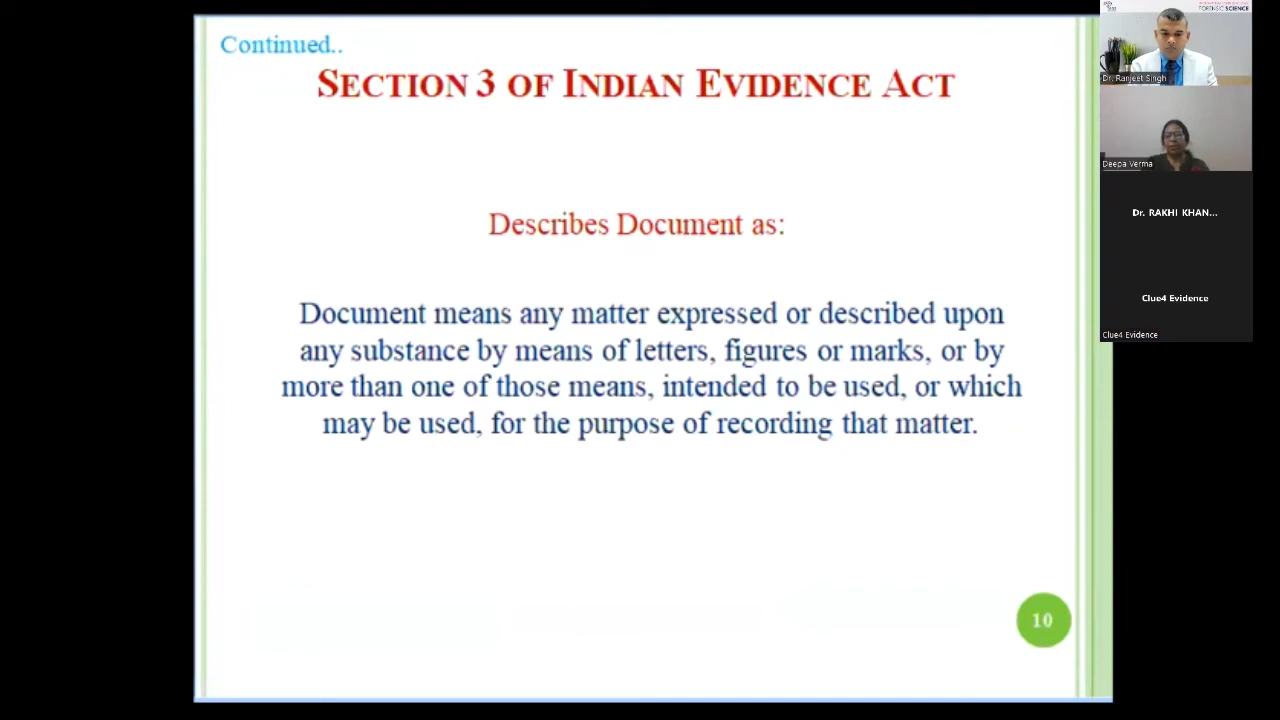 Continued..
SECTION 3 OF INDIAN EVIDENCE ACT
Describes Document as:
Document means any matter expressed or described upon
any substance by means of letters, figures or marks, or by
more than one of those means, intended to be used, or which
may be used, for the purpose of recording that matter.
10
FORENSIC SCIENCE
Dr. Ranjeet Singh
Deepa Verma
Dr. RAKHI KHAN...
Clue4 Evidence
Clue4 Evidence